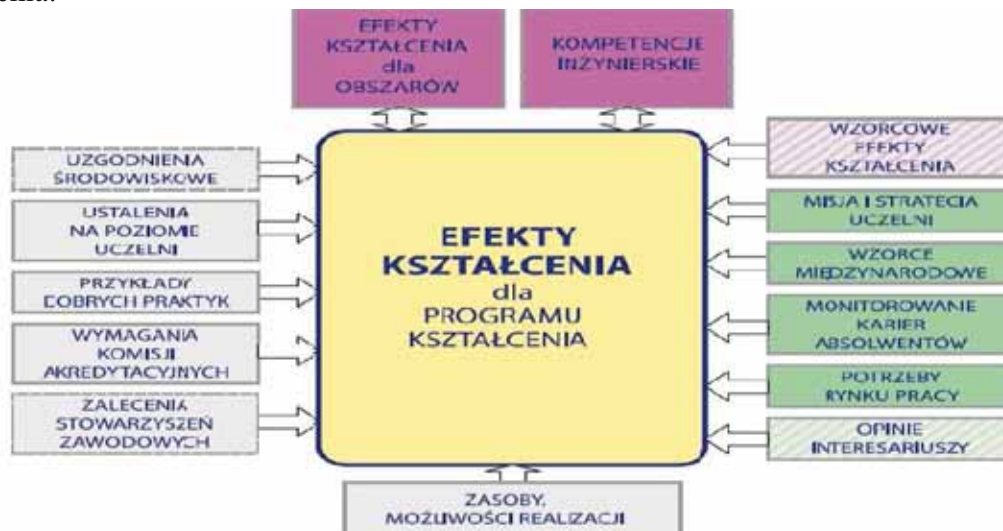 EFEKTY
KSZTAŁCENIA
dla
OBSZARÓW
KOMPETENCJE
INŻYNIERSKIE
UZGODNIENIA
ŚRODOWISKOWE
USTALENIA
NA POZIOMIE
UCZELNI
PRZYKŁADY
DOBRYCH PRAKTYK
WYMAGANIA
KOMISJI
AKREDYTACYJNYCH
ZALECENIA
STOWARZYSZEŃ
ZAWODOWYCH
EFEKTY
KSZTAŁCENIA
dla
PROGRAMU
KSZTAŁCENIA
WZORCOWE
EFEKTY
KSZTAŁCENIA
MISJA I STRATEGIA
UCZELNI
WZORCE
MIĘDZYNARODOWE
MONITOROWANIE
KARIER
ABSOLWENTÓW
POTRZEBY
RYNKU PRACY
OPINIE
INTERESARIUSZY
ZASOBY,
MOŻLIWOŚCI REALIZACJI